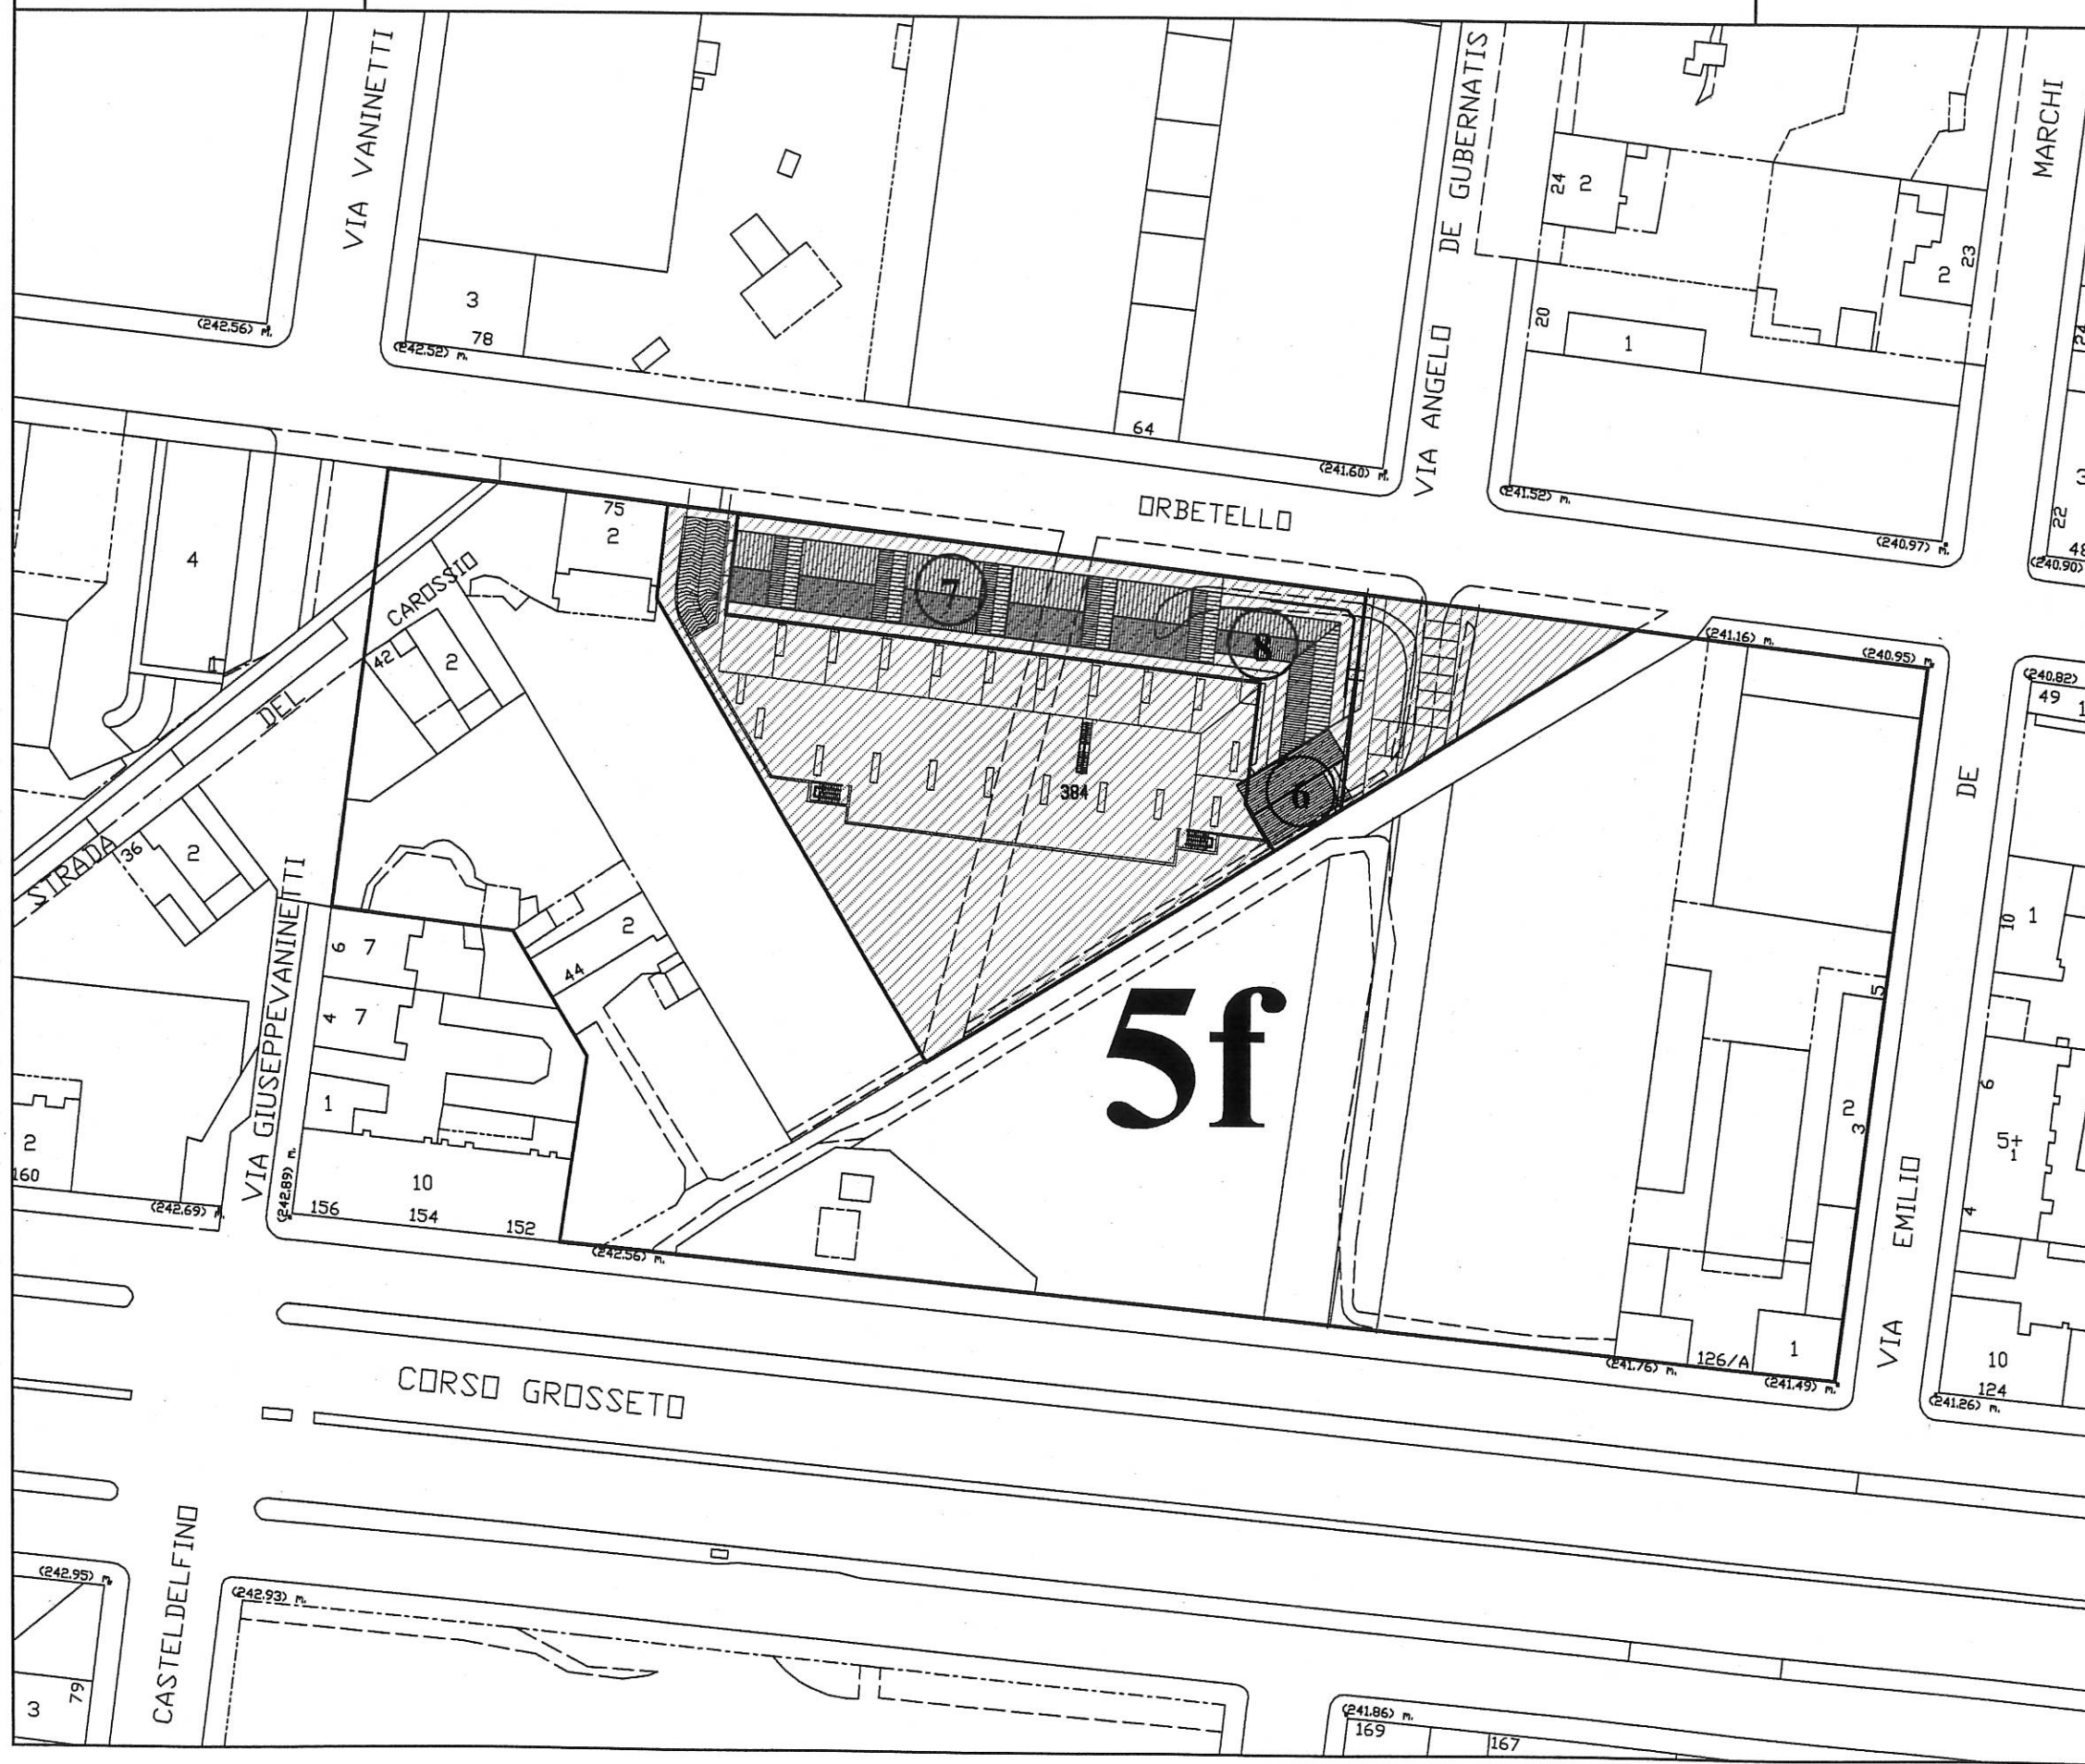 VIA VANINETTI
DE GUBERNATIS
VIA ANGELO
MARCHI
24
2
23
2
3
78
(242.56) m.
(242.52) m.
20
1
64
(241.60) m.
(241.52) m.
(240.97) m.
22
(240.90)
ORBETELLO
4
75
2
CAROSSIO
42
2
DEL
STRADA
36
2
7
8
6
384
(241.16) m.
(240.95) m.
(240.82)
49
1
DE
10
1
VIA GIUSEPPEVANINETTI
6
7
4
7
1
2
44
5f
5
2
3
6
5+
1
4
2
160
(242.69) m.
(242.89) m.
10
156
154
152
(242.56) m.
VIA EMILIO
126/A
1
(241.76) m.
(241.49) m.
10
124
(241.26) m.
CORSO GROSSETO
CASTELDELFINO
(242.95) m.
(242.93) m.
3
79
(241.86) m.
169
167